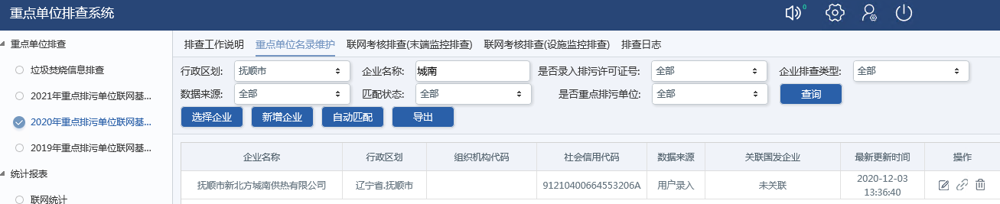 重点单位排查系统
0
重点单位排查
垃圾焚烧信息排查
2021年重点排污单位联网基...
2020年重点排污单位联网基...
2019年重点排污单位联网基...
统计报表
联网统计
排查工作说明 重点单位名录维护 联网考核排查(末端监控排查) 联网考核排查(设施监控排查) 排查日志
行政区划: 抚顺市 企业名称: 城南 是否录入排污许可证号: 全部 企业排查类型: 全部
数据来源: 全部 匹配状态: 全部 是否重点排污单位: 全部 查询
选择企业 新增企业 自动匹配 导出
企业名称 行政区划 组织机构代码 社会信用代码 数据来源 关联国发企业 最新更新时间 操作
抚顺市新北方城南供热有限公司 辽宁省.抚顺市 91210400664553206A 用户录入 未关联 2020-12-03
13:36:40